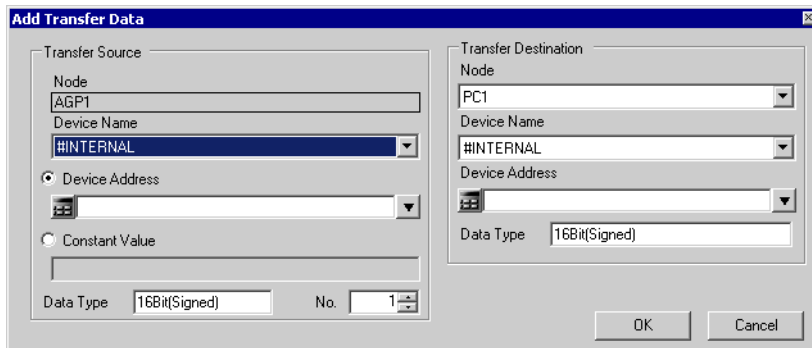 Add Transfer Data
Transfer Source
Node
AGP1
Device Name
#INTERNAL
Device Address
Constant Value
Data Type 16Bit(Signed) No. 1
Transfer Destination
Node
PC1
Device Name
#INTERNAL
Device Address
Data Type 16Bit(Signed)
OK Cancel